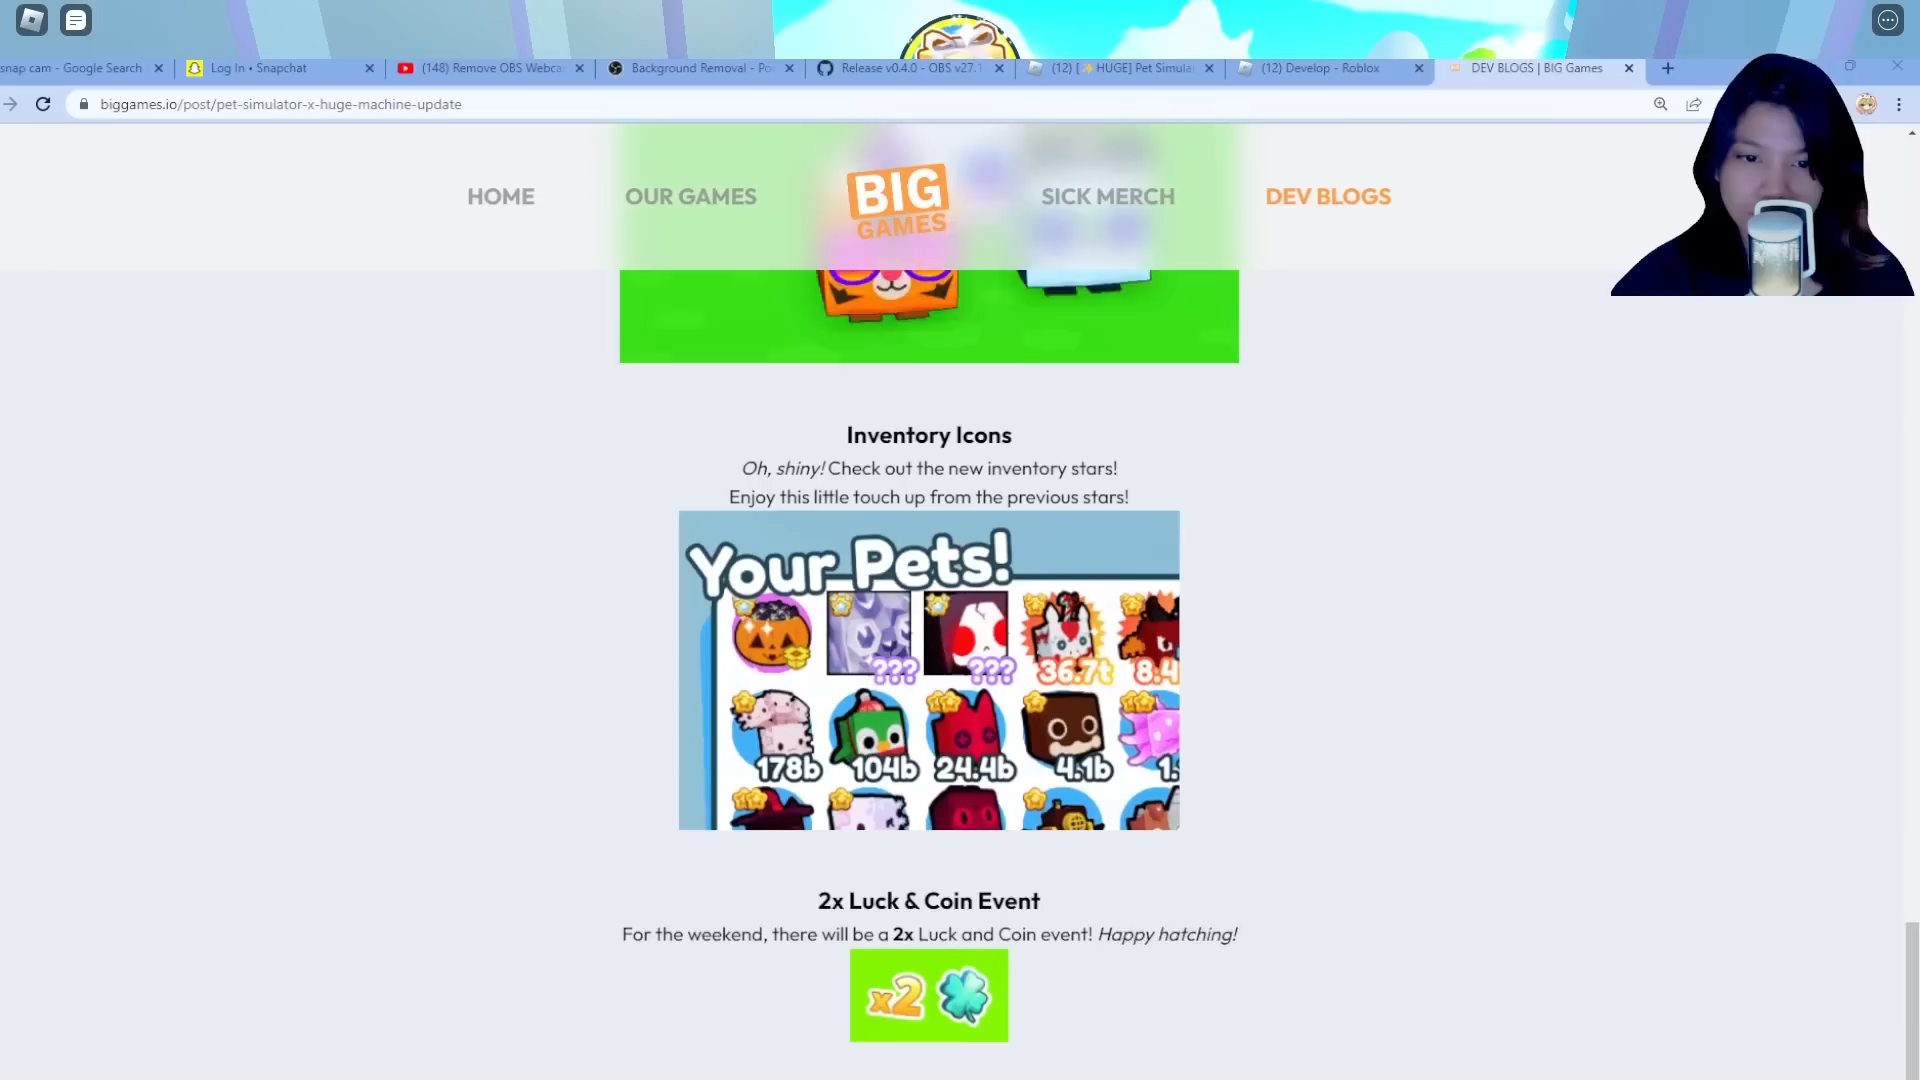 snap cam - Google Search
Log In • Snapchat
(148) Remove OBS Webca
Background Removal - Po
Release v0.4.0 - OBS v27.1
(12) [✨HUGE] Pet Simula
(12) Develop - Roblox
DEV BLOGS | BIG Games
biggames.io/post/pet-simulator-x-huge-machine-update
HOME
OUR GAMES
BIG
GAMES
SICK MERCH
DEV BLOGS
Inventory Icons
Oh, shiny! Check out the new inventory stars!
Enjoy this little touch up from the previous stars!
Your Pets!
??? ??? 36.7t 8.4
178b 104b 24.4b 4.1b 1.
2x Luck & Coin Event
For the weekend, there will be a 2x Luck and Coin event! Happy hatching!
x2